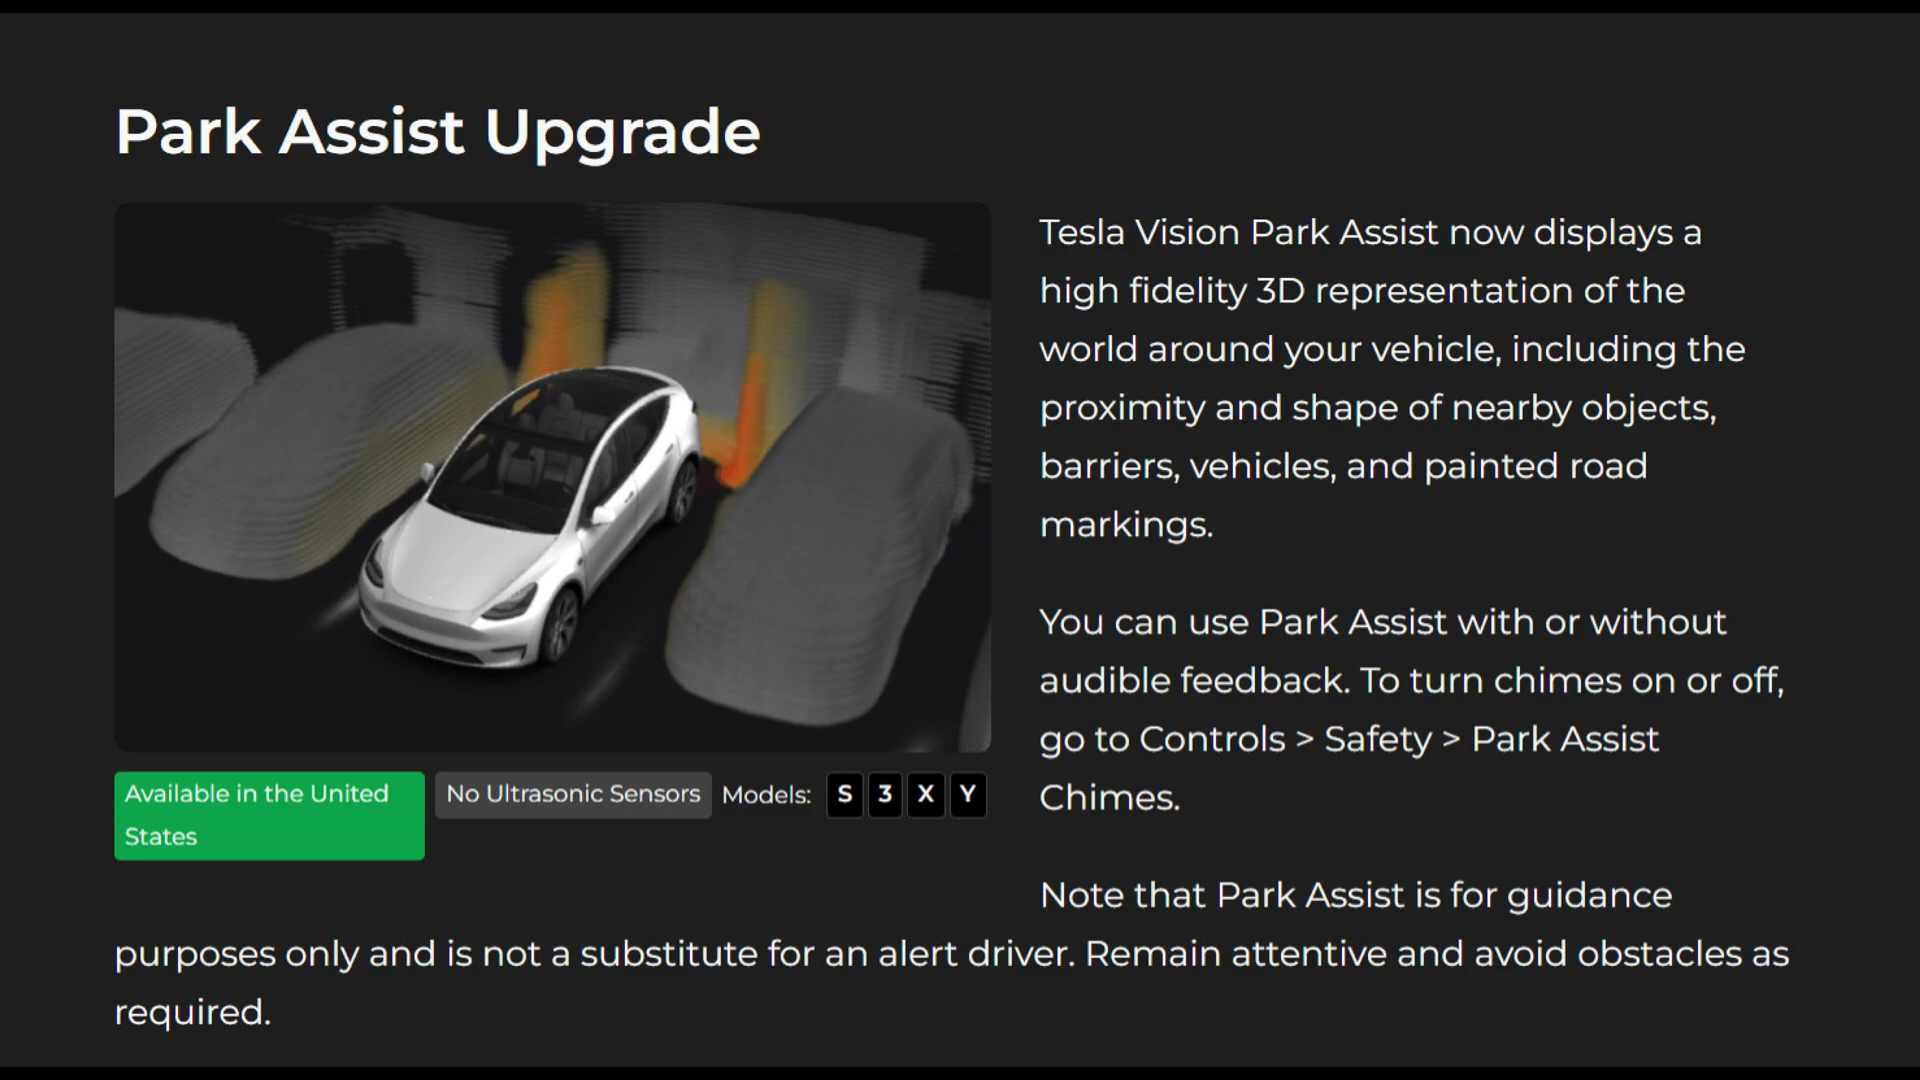 Park Assist Upgrade
Tesla Vision Park Assist now displays a
high fidelity 3D representation of the
world around your vehicle, including the
proximity and shape of nearby objects,
barriers, vehicles, and painted road
markings.
You can use Park Assist with or without
audible feedback. To turn chimes on or off,
go to Controls > Safety > Park Assist
Chimes.
Available in the United
States
No Ultrasonic Sensors
Models: S 3 X Y
Note that Park Assist is for guidance
purposes only and is not a substitute for an alert driver. Remain attentive and avoid obstacles as
required.